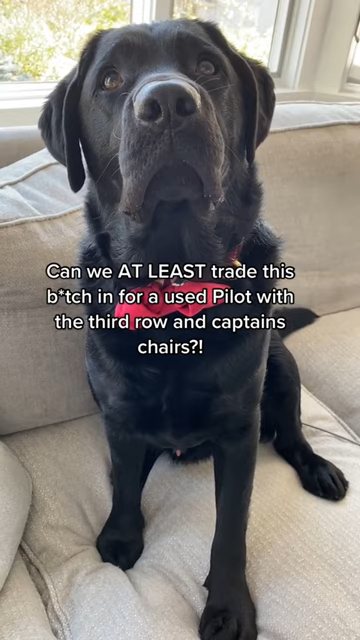 Can we AT LEAST trade this
b*tch in for a used Pilot with
the third row and captains
chairs?!